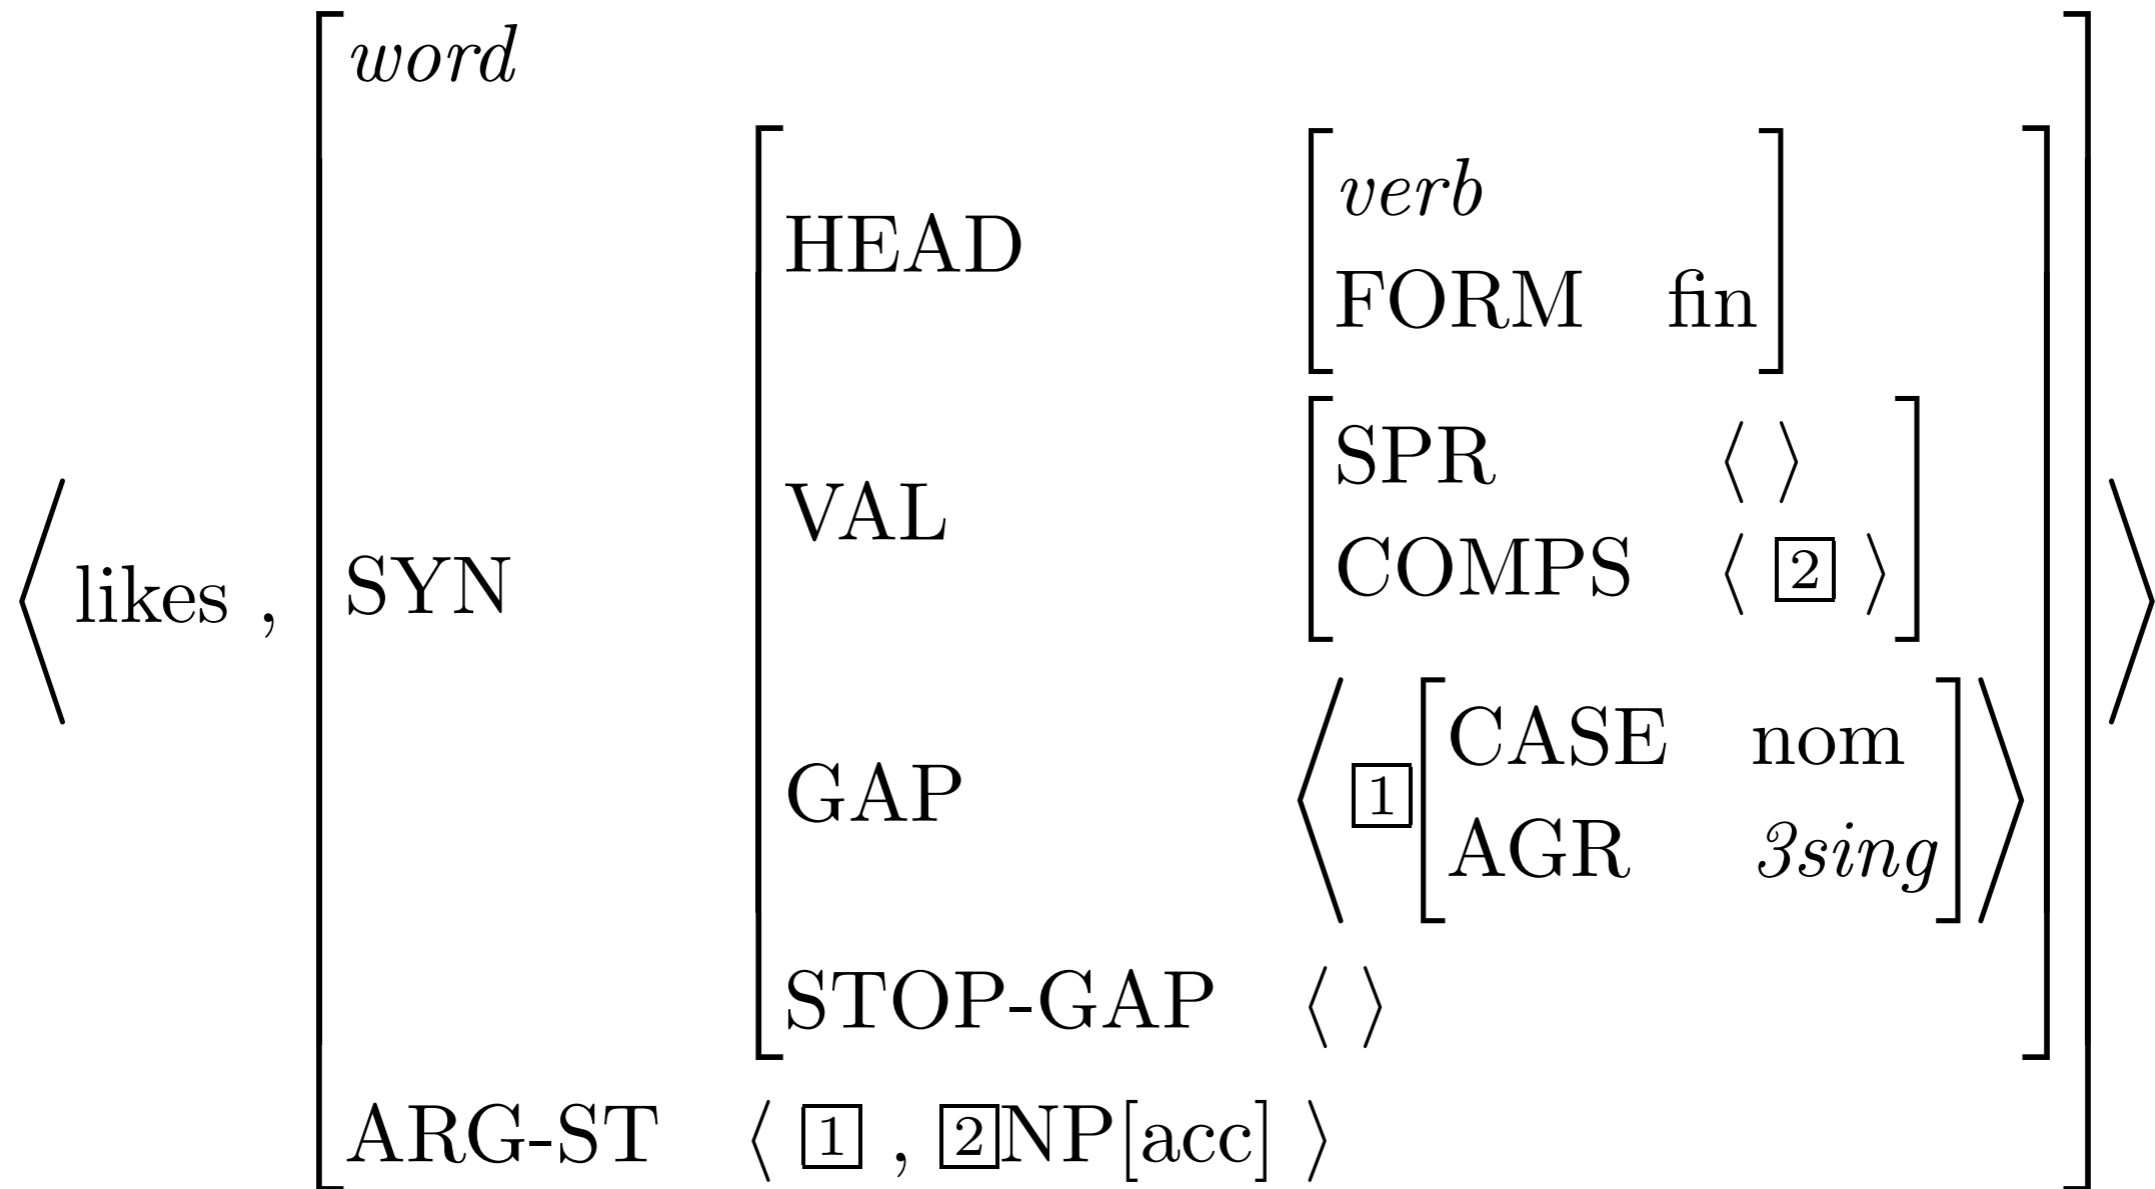 word
HEAD verb
FORM fin
VAL SPR ⟨ ⟩
COMPS ⟨ 2 ⟩
⟨ likes , SYN
GAP ⟨ 1 CASE nom
AGR 3sing ⟩
STOP-GAP ⟨ ⟩
ARG-ST ⟨ 1 , 2 NP[acc] ⟩ ⟩